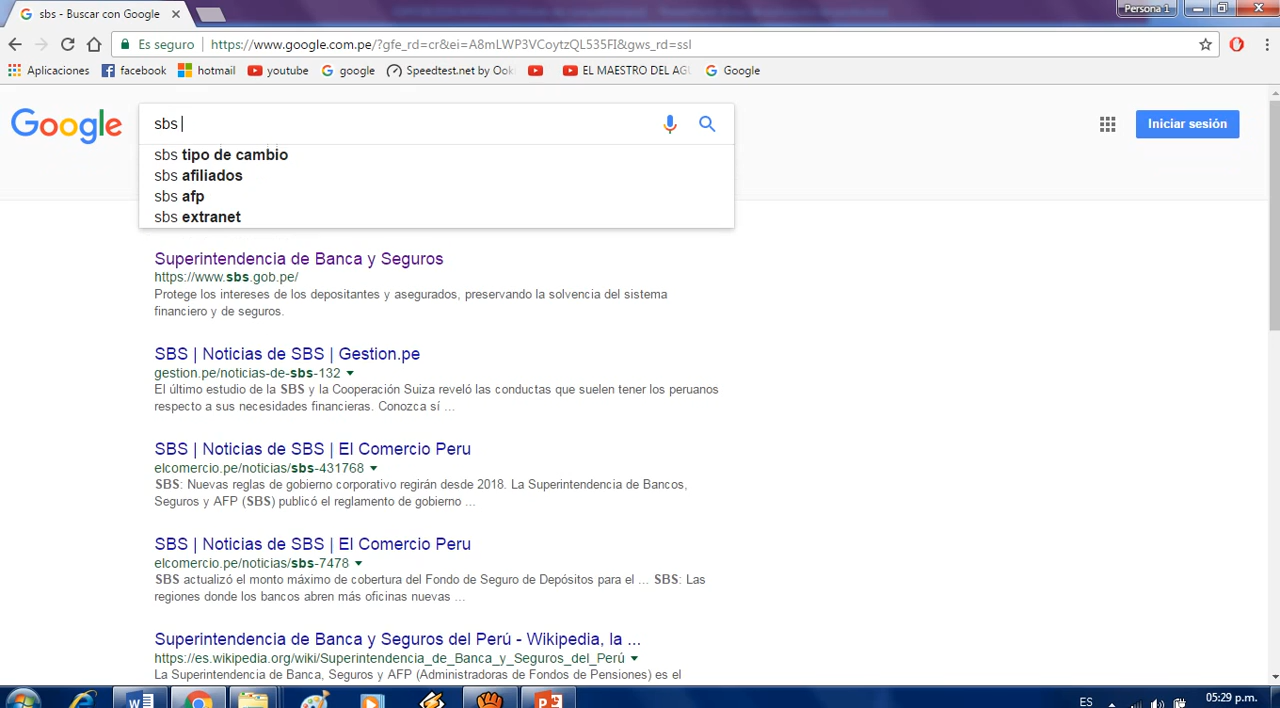 sbs - Buscar con Google
Persona 1
Es seguro | https://www.google.com.pe/?gfe_rd=cr&ei=A8mLWP3VCoytzQL535FI&gws_rd=ssl
Aplicaciones facebook hotmail youtube google Speedtest.net by Ook EL MAESTRO DEL AGU Google
Google
sbs
Iniciar sesión
sbs tipo de cambio
sbs afiliados
sbs afp
sbs extranet
Superintendencia de Banca y Seguros
https://www.sbs.gob.pe/
Protege los intereses de los depositantes y asegurados, preservando la solvencia del sistema
financiero y de seguros.
SBS | Noticias de SBS | Gestion.pe
gestion.pe/noticias-de-sbs-132
El último estudio de la SBS y la Cooperación Suiza reveló las conductas que suelen tener los peruanos
respecto a sus necesidades financieras. Conozca sí ...
SBS | Noticias de SBS | El Comercio Peru
elcomercio.pe/noticias/sbs-431768
SBS: Nuevas reglas de gobierno corporativo regirán desde 2018. La Superintendencia de Bancos,
Seguros y AFP (SBS) publicó el reglamento de gobierno ...
SBS | Noticias de SBS | El Comercio Peru
elcomercio.pe/noticias/sbs-7478
SBS actualizó el monto máximo de cobertura del Fondo de Seguro de Depósitos para el ... SBS: Las
regiones donde los bancos abren más oficinas nuevas ...
Superintendencia de Banca y Seguros del Perú - Wikipedia, la ...
https://es.wikipedia.org/wiki/Superintendencia_de_Banca_y_Seguros_del_Perú
La Superintendencia de Banca, Seguros y AFP (Administradoras de Fondos de Pensiones) es el
ES
05:29 p.m.